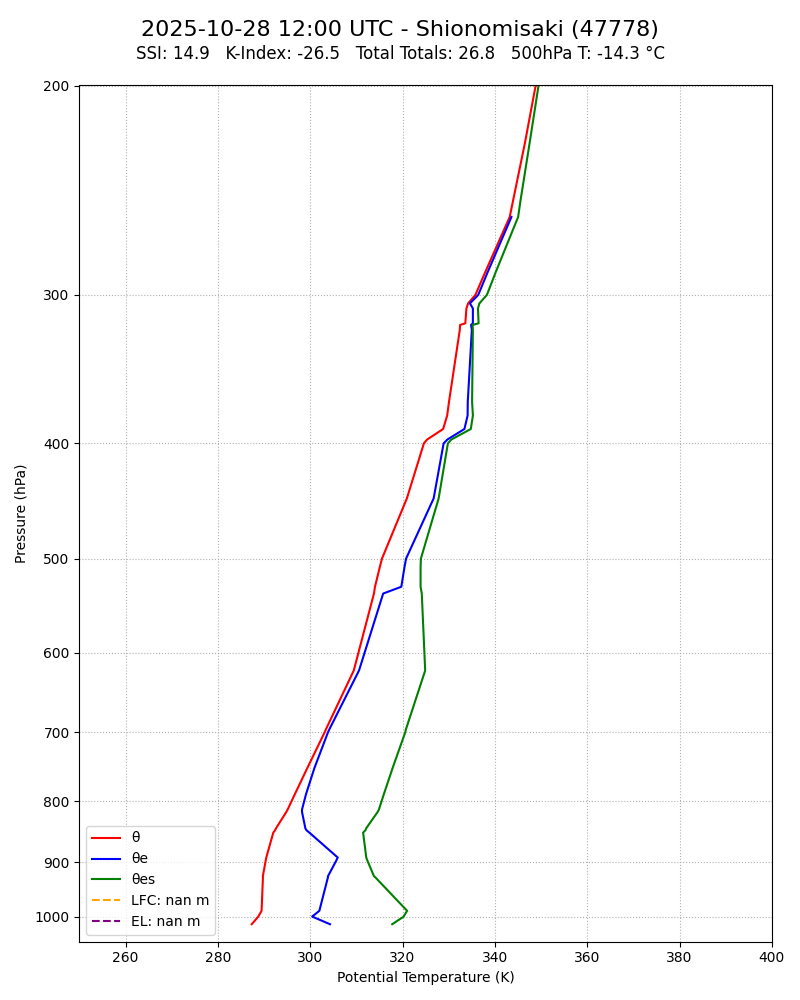 2025-10-28 12:00 UTC - Shionomisaki (47778)
SSI: 14.9   K-Index: -26.5   Total Totals: 26.8   500hPa T: -14.3 °C
200
300
400
500
600
700
800
900
1000
Pressure (hPa)
θ
θe
θes
LFC: nan m
EL: nan m
260 280 300 320 340 360 380 400
Potential Temperature (K)